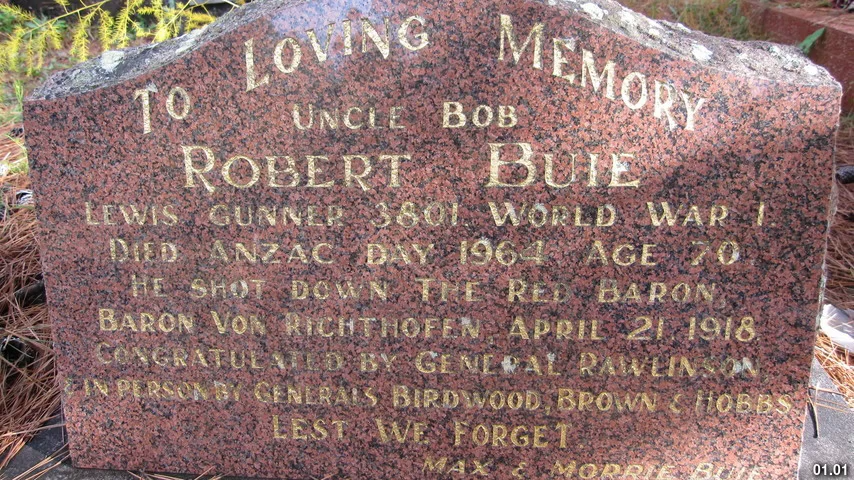 TO LOVING MEMORY
UNCLE BOB
ROBERT BUIE
LEWIS GUNNER 3801. WORLD WAR I.
DIED ANZAC DAY 1964 AGE 70.
HE SHOT DOWN THE RED BARON,
BARON VON RICHTHOFEN, APRIL 21 1918
CONGRATULATED BY GENERAL RAWLINSON,
& IN PERSON BY GENERALS BIRDWOOD, BROWN & HOBBS
LEST WE FORGET.
MAX & MORRIE BUIE
01.01